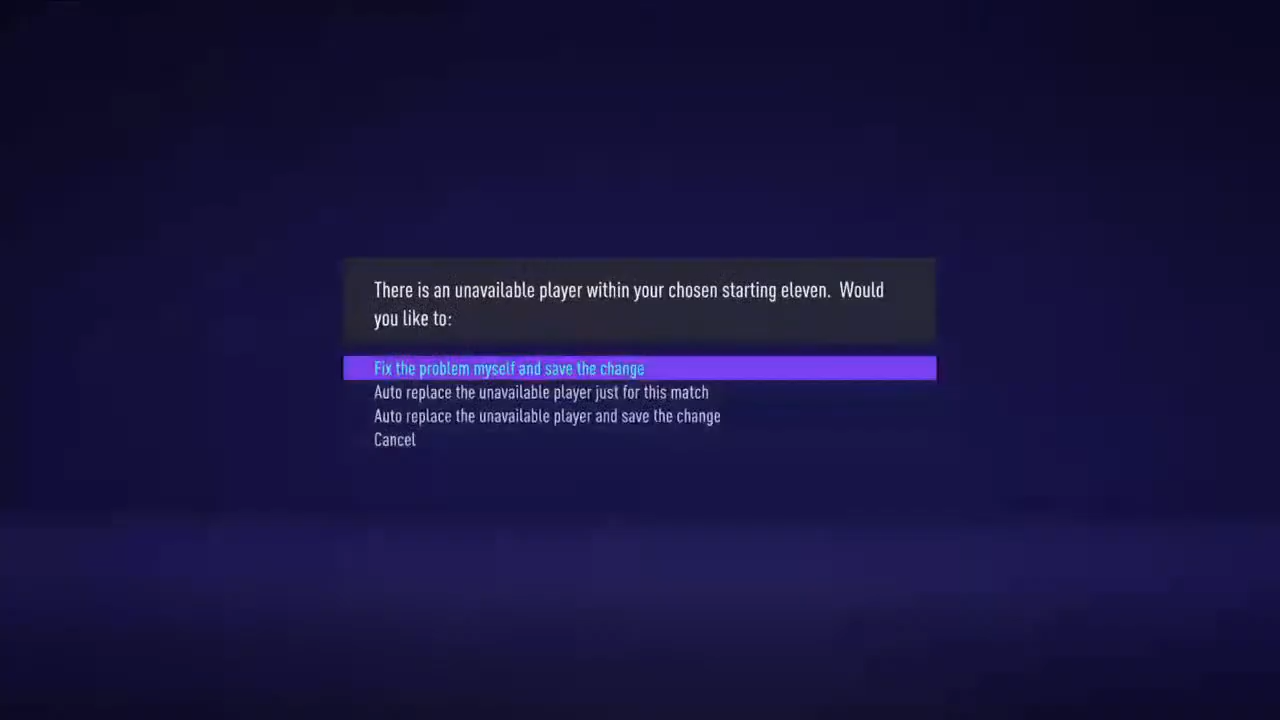 There is an unavailable player within your chosen starting eleven.  Would
you like to:
Fix the problem myself and save the change
Auto replace the unavailable player just for this match
Auto replace the unavailable player and save the change
Cancel